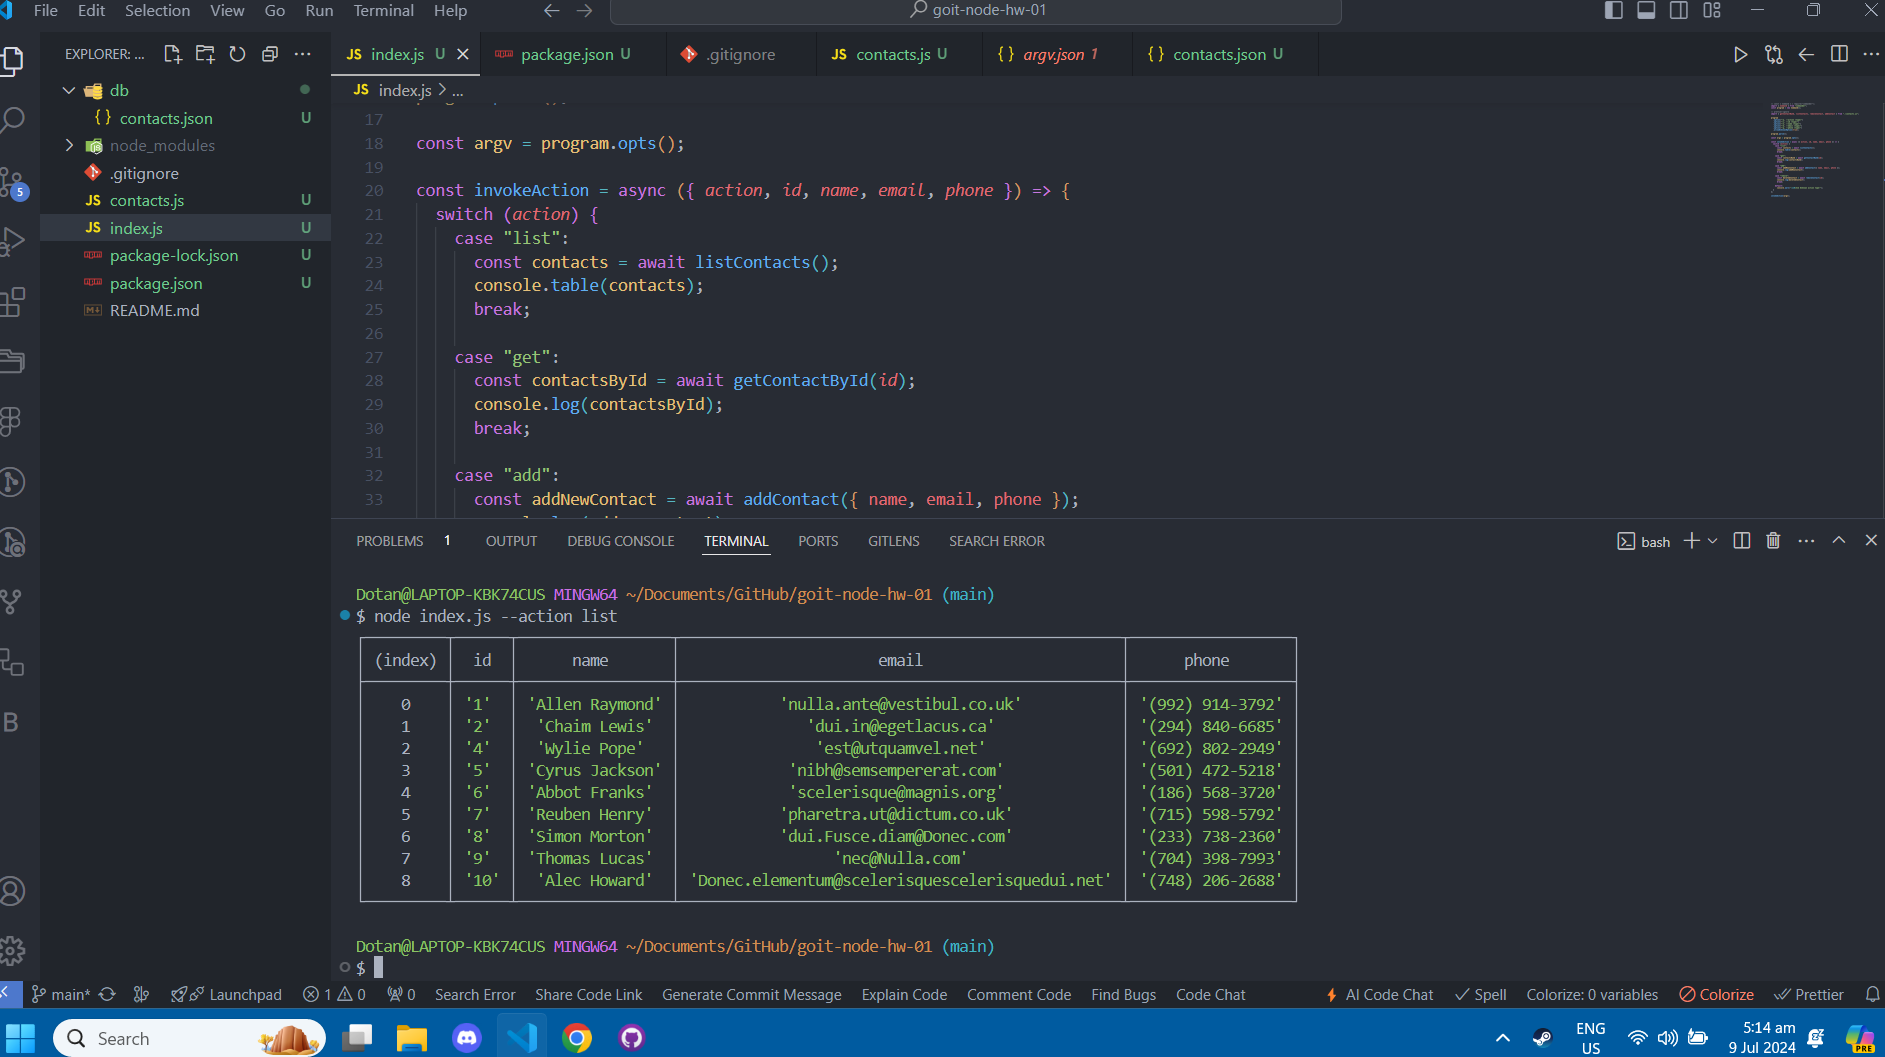 File Edit Selection View Go Run Terminal Help
goit-node-hw-01
EXPLORER: ...
JS index.js U
package.json U
.gitignore
JS contacts.js U
{} argv.json 1
{} contacts.json U
JS index.js > ...
db
{} contacts.json U
node_modules
.gitignore
JS contacts.js U
JS index.js U
package-lock.json U
package.json U
README.md
5
B
17
18 const argv = program.opts();
19
20 const invokeAction = async ({ action, id, name, email, phone }) => {
21 switch (action) {
22 case "list":
23 const contacts = await listContacts();
24 console.table(contacts);
25 break;
26
27 case "get":
28 const contactsById = await getContactById(id);
29 console.log(contactsById);
30 break;
31
32 case "add":
33 const addNewContact = await addContact({ name, email, phone });
PROBLEMS 1 OUTPUT DEBUG CONSOLE TERMINAL PORTS GITLENS SEARCH ERROR
bash
Dotan@LAPTOP-KBK74CUS MINGW64 ~/Documents/GitHub/goit-node-hw-01 (main)
$ node index.js --action list
(index) id name email phone
0 '1' 'Allen Raymond' 'nulla.ante@vestibul.co.uk' '(992) 914-3792'
1 '2' 'Chaim Lewis' 'dui.in@egetlacus.ca' '(294) 840-6685'
2 '4' 'Wylie Pope' 'est@utquamvel.net' '(692) 802-2949'
3 '5' 'Cyrus Jackson' 'nibh@semsempererat.com' '(501) 472-5218'
4 '6' 'Abbot Franks' 'scelerisque@magnis.org' '(186) 568-3720'
5 '7' 'Reuben Henry' 'pharetra.ut@dictum.co.uk' '(715) 598-5792'
6 '8' 'Simon Morton' 'dui.Fusce.diam@Donec.com' '(233) 738-2360'
7 '9' 'Thomas Lucas' 'nec@Nulla.com' '(704) 398-7993'
8 '10' 'Alec Howard' 'Donec.elementum@scelerisquescelerisquedui.net' '(748) 206-2688'
Dotan@LAPTOP-KBK74CUS MINGW64 ~/Documents/GitHub/goit-node-hw-01 (main)
$
main* Launchpad 1 0 0 Search Error Share Code Link Generate Commit Message Explain Code Comment Code Find Bugs Code Chat
AI Code Chat Spell Colorize: 0 variables Colorize Prettier
Search
ENG
US
5:14 am
9 Jul 2024
PRE